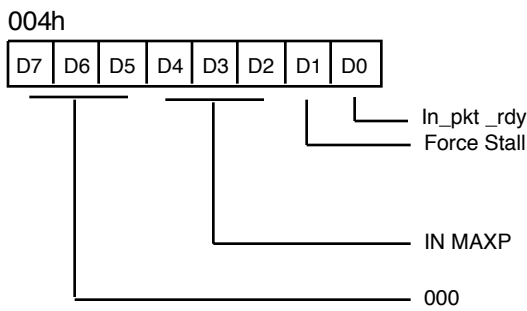 004h
D7 D6 D5 D4 D3 D2 D1 D0
In_pkt _rdy
Force Stall
IN MAXP
000